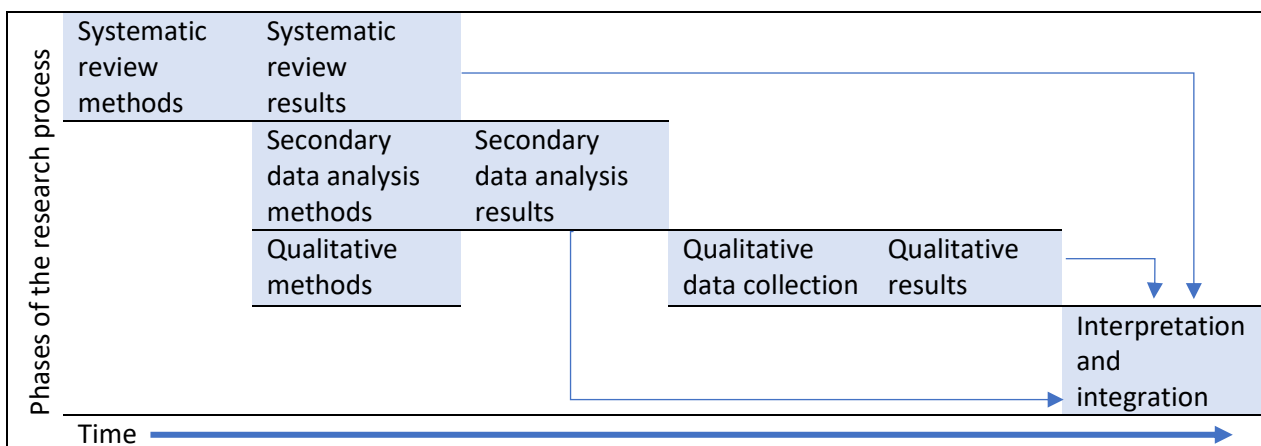 Phases of the research process
Systematic
review
methods
Systematic
review
results
Secondary
data analysis
methods
Secondary
data analysis
results
Qualitative
methods
Qualitative
data collection
Qualitative
results
Interpretation
and
integration
Time